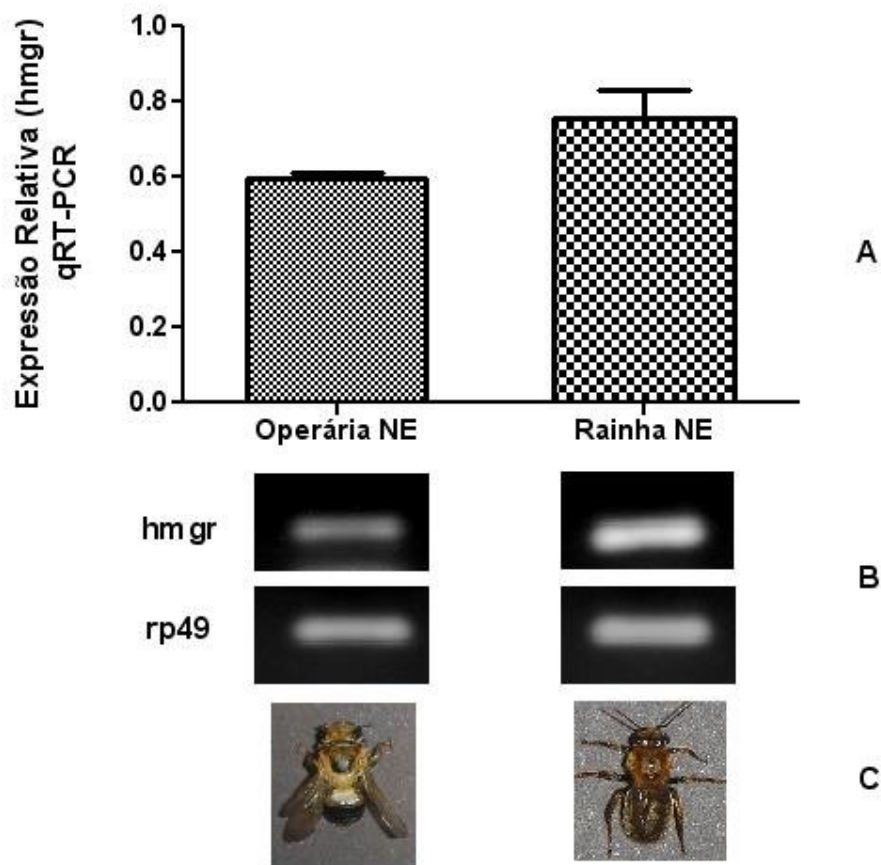 Expressão Relativa (hmgr)
qRT-PCR
1.0
0.8
0.6
0.4
0.2
0.0
A
Operária NE
Rainha NE
hmgr
B
rp49
C